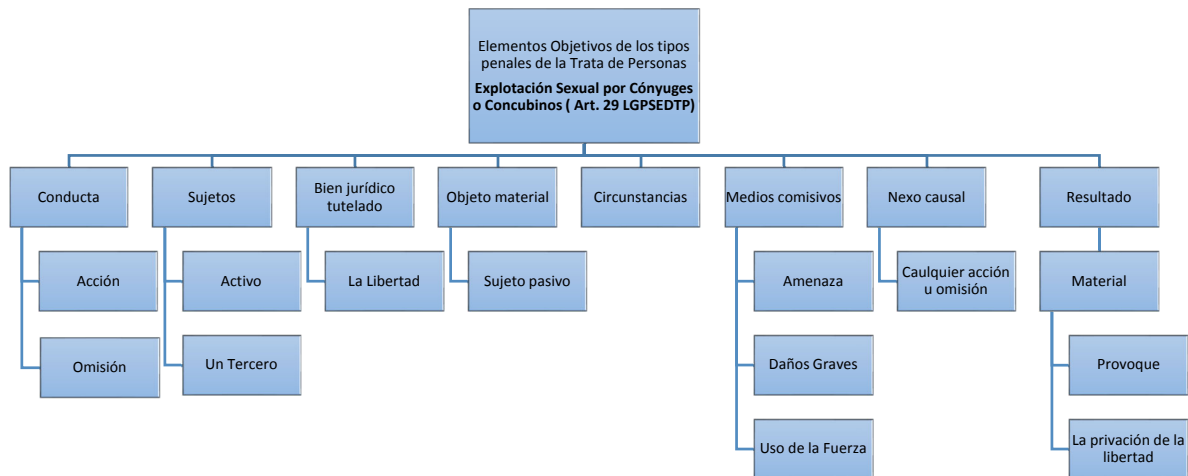 Elementos Objetivos de los tipos
penales de la Trata de Personas
Explotación Sexual por Cónyuges
o Concubinos ( Art. 29 LGPSEDTP)
Conducta
Sujetos
Bien jurídico
tutelado
Objeto material
Circunstancias
Medios comisivos
Nexo causal
Resultado
Acción
Activo
La Libertad
Sujeto pasivo
Amenaza
Caulquier acción
u omisión
Material
Omisión
Un Tercero
Daños Graves
Provoque
Uso de la Fuerza
La privación de la
libertad